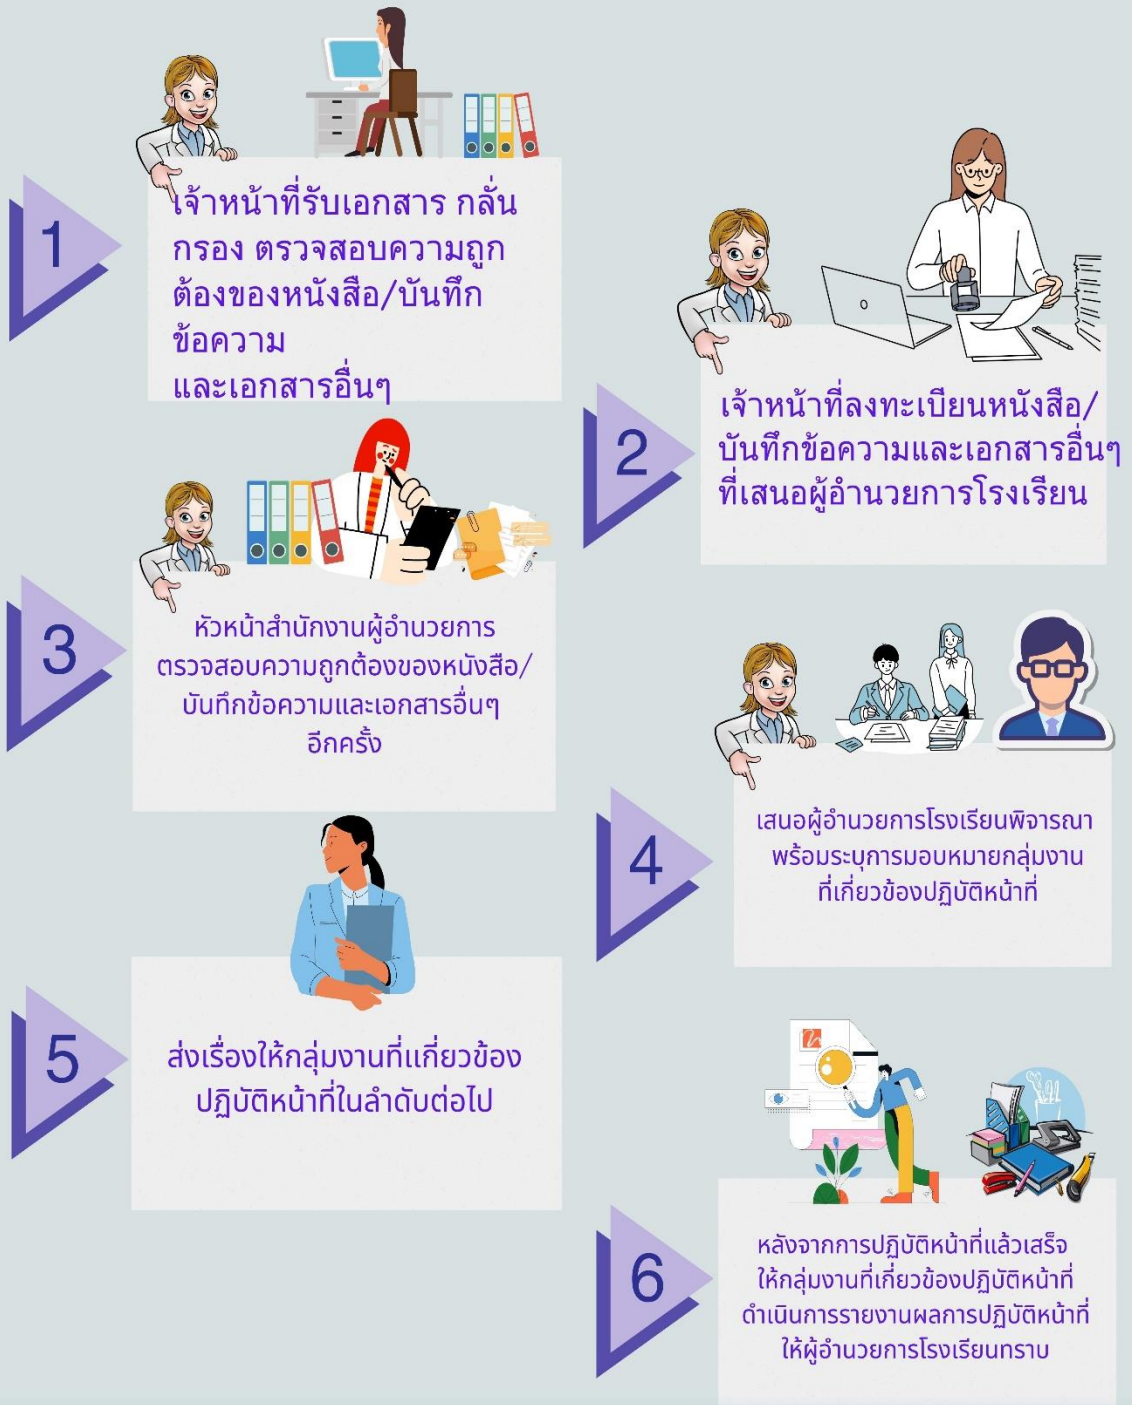 1
เจ้าหน้าที่รับเอกสาร กลั่น
กรอง ตรวจสอบความถูก
ต้องของหนังสือ/บันทึก
ข้อความ
และเอกสารอื่นๆ
2
เจ้าหน้าที่ลงทะเบียนหนังสือ/
บันทึกข้อความและเอกสารอื่นๆ
ที่เสนอผู้อำนวยการโรงเรียน
3
หัวหน้าสำนักงานผู้อำนวยการ
ตรวจสอบความถูกต้องของหนังสือ/
บันทึกข้อความและเอกสารอื่นๆ
อีกครั้ง
4
เสนอผู้อำนวยการโรงเรียนพิจารณา
พร้อมระบุการมอบหมายกลุ่มงาน
ที่เกี่ยวข้องปฏิบัติหน้าที่
5
ส่งเรื่องให้กลุ่มงานที่แกี่ยวข้อง
ปฏิบัติหน้าที่ในลำดับต่อไป
6
หลังจากการปฏิบัติหน้าที่แล้วเสร็จ
ให้กลุ่มงานที่เกี่ยวข้องปฏิบัติหน้าที่
ดำเนินการรายงานผลการปฏิบัติหน้าที่
ให้ผู้อำนวยการโรงเรียนทราบ